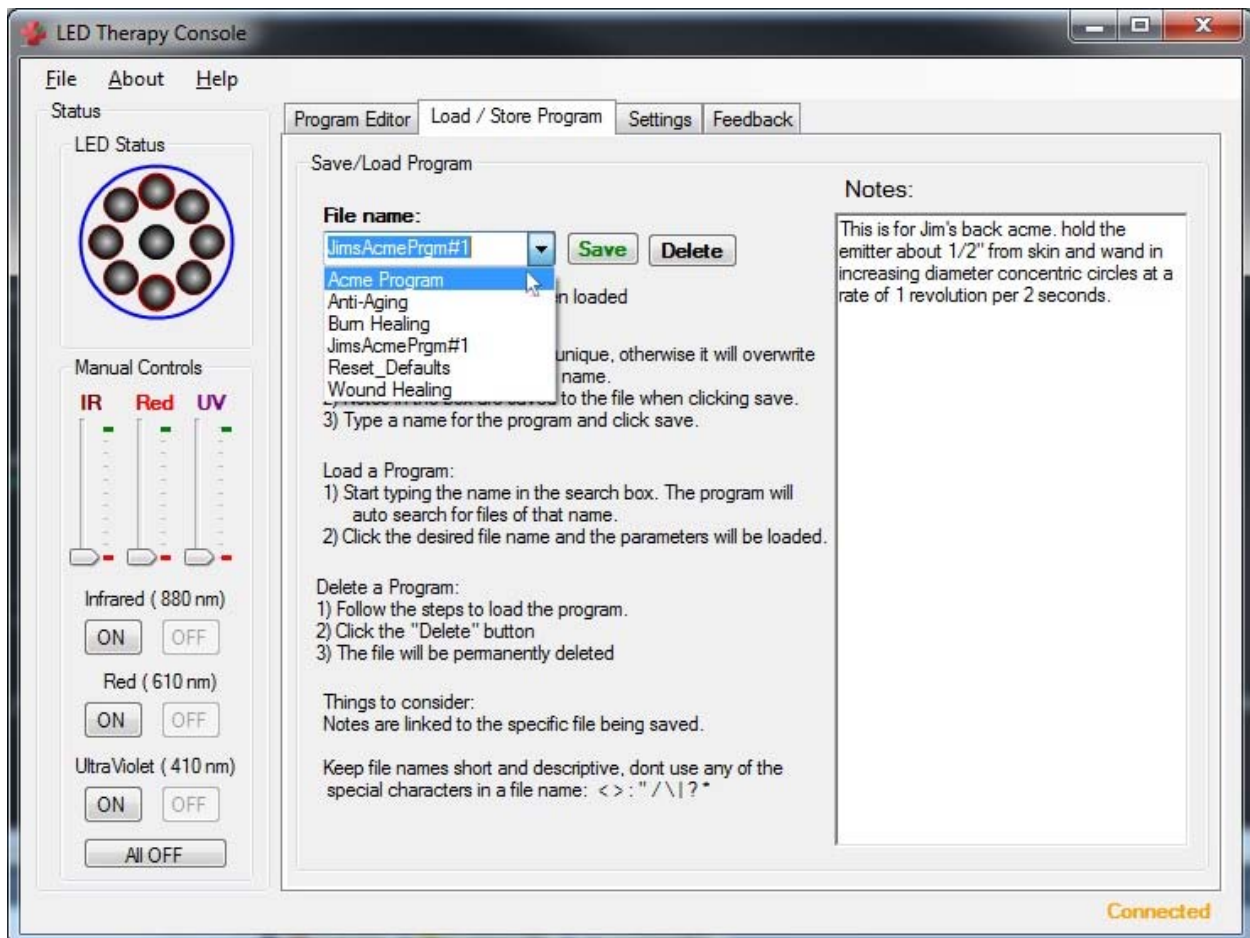 LED Therapy Console
File About Help
Status
LED Status
Manual Controls
IR Red UV
Infrared ( 880 nm)
ON OFF
Red ( 610 nm)
ON OFF
UltraViolet ( 410 nm)
ON OFF
All OFF
Program Editor Load / Store Program Settings Feedback
Save/Load Program
File name:
JimsAcmePrgm#1 Save Delete
Acme Program
Anti-Aging
Burn Healing
JimsAcmePrgm#1
Reset_Defaults
Wound Healing
loaded
unique, otherwise it will overwrite
name.
to the file when clicking save.
3) Type a name for the program and click save.
Load a Program:
1) Start typing the name in the search box. The program will
auto search for files of that name.
2) Click the desired file name and the parameters will be loaded.
Delete a Program:
1) Follow the steps to load the program.
2) Click the "Delete" button
3) The file will be permanently deleted
Things to consider:
Notes are linked to the specific file being saved.
Keep file names short and descriptive, dont use any of the
special characters in a file name: < > : " / \ | ? *
Notes:
This is for Jim's back acme. hold the
emitter about 1/2" from skin and wand in
increasing diameter concentric circles at a
rate of 1 revolution per 2 seconds.
Connected